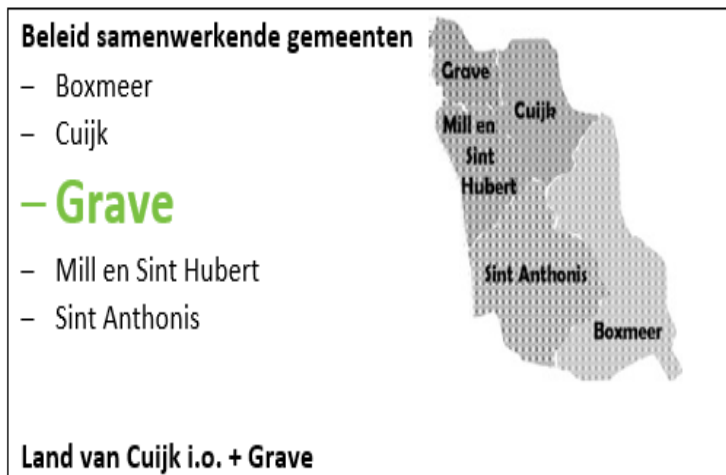 Beleid samenwerkende gemeenten
– Boxmeer
– Cuijk
– Grave
– Mill en Sint Hubert
– Sint Anthonis
Land van Cuijk i.o. + Grave
Grave
Cuijk
Mill en
Sint
Hubert
Sint Anthonis
Boxmeer